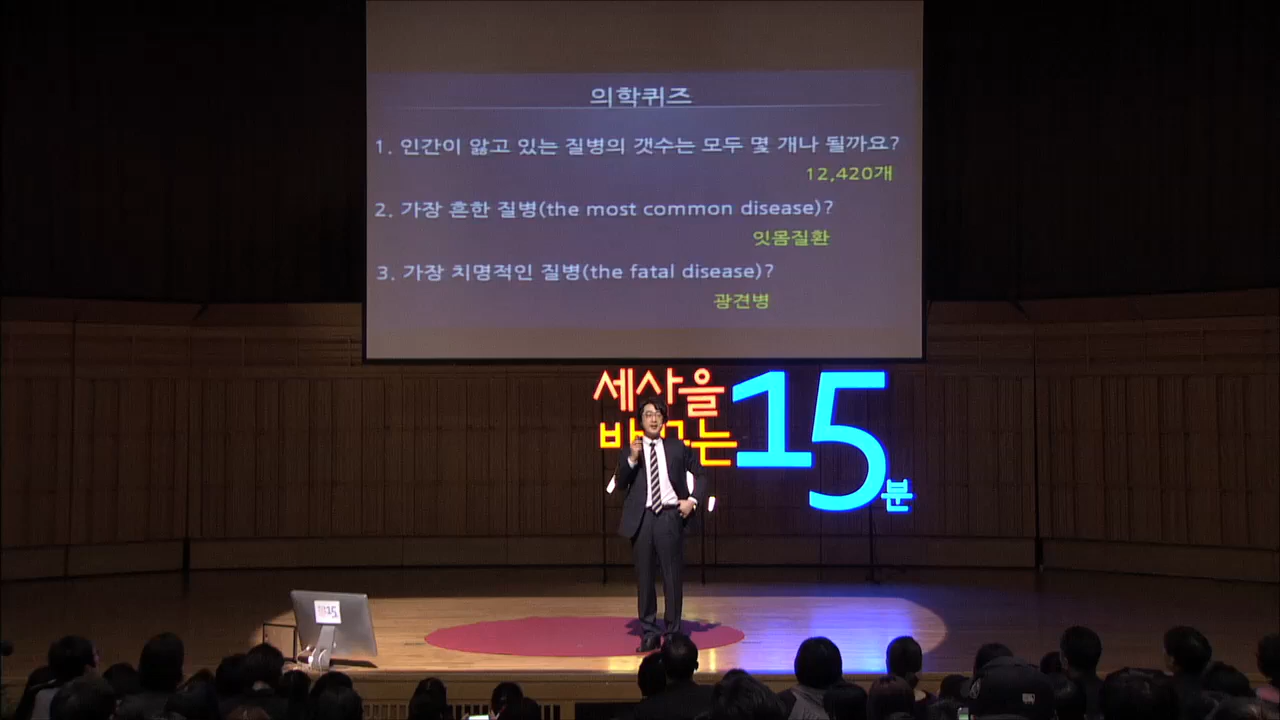 의학퀴즈
1. 인간이 앓고 있는 질병의 갯수는 모두 몇 개나 될까요?
12,420개
2. 가장 흔한 질병(the most common disease)?
잇몸질환
3. 가장 치명적인 질병(the fatal disease)?
광견병
세상을
는
15분
15